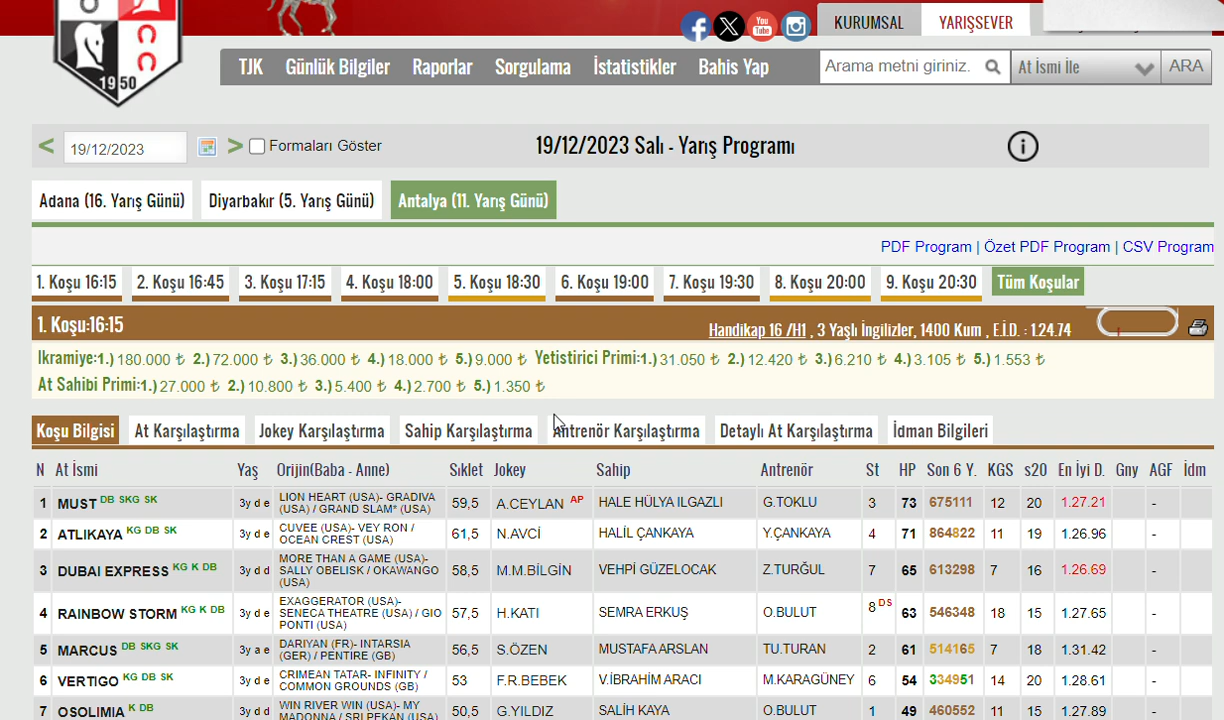 C
C
1950
f X You Tube
KURUMSAL YARIŞSEVER
TJK Günlük Bilgiler Raporlar Sorgulama İstatistikler Bahis Yap Arama metni giriniz. At İsmi İle ARA
< 19/12/2023 > Formaları Göster 19/12/2023 Salı - Yarış Programı i
Adana (16. Yarış Günü) Diyarbakır (5. Yarış Günü) Antalya (11. Yarış Günü)
PDF Program | Özet PDF Program | CSV Program
1. Koşu 16:15 2. Koşu 16:45 3. Koşu 17:15 4. Koşu 18:00 5. Koşu 18:30 6. Koşu 19:00 7. Koşu 19:30 8. Koşu 20:00 9. Koşu 20:30 Tüm Koşular
1. Koşu:16:15 Handikap 16 /H1 , 3 Yaşlı İngilizler, 1400 Kum , E.İ.D. : 1.24.74
Ikramiye:1.) 180.000 ₺ 2.) 72.000 ₺ 3.) 36.000 ₺ 4.) 18.000 ₺ 5.) 9.000 ₺ Yetistirici Primi:1.) 31.050 ₺ 2.) 12.420 ₺ 3.) 6.210 ₺ 4.) 3.105 ₺ 5.) 1.553 ₺
At Sahibi Primi:1.) 27.000 ₺ 2.) 10.800 ₺ 3.) 5.400 ₺ 4.) 2.700 ₺ 5.) 1.350 ₺
Koşu Bilgisi At Karşılaştırma Jokey Karşılaştırma Sahip Karşılaştırma Antrenör Karşılaştırma Detaylı At Karşılaştırma İdman Bilgileri
N At İsmi Yaş Orijin(Baba - Anne) Sıklet Jokey Sahip Antrenör St HP Son 6 Y. KGS s20 En İyi D. Gny AGF İdm
1 MUST DB SKG SK 3y d e LION HEART (USA)- GRADIVA (USA) / GRAND SLAM* (USA) 59,5 A.CEYLAN AP HALE HÜLYA ILGAZLI G.TOKLU 3 73 675111 12 20 1.27.21 -
2 ATLIKAYA KG DB SK 3y d e CUVEE (USA)- VEY RON / OCEAN CREST (USA) 61,5 N.AVCİ HALİL ÇANKAYA Y.ÇANKAYA 4 71 864822 11 19 1.26.96 -
3 DUBAI EXPRESS KG K DB 3y d d MORE THAN A GAME (USA)- SALLY OBELISK / OKAWANGO (USA) 58,5 M.M.BİLGİN VEHPİ GÜZELOCAK Z.TURĞUL 7 65 613298 7 16 1.26.69 -
4 RAINBOW STORM KG K DB 3y d e EXAGGERATOR (USA)- SENECA THEATRE (USA) / GIO PONTI (USA) 57,5 H.KATI SEMRA ERKUŞ O.BULUT 8 DS 63 546348 18 15 1.27.65 -
5 MARCUS DB SKG SK 3y a e DARIYAN (FR)- INTARSIA (GER) / PENTIRE (GB) 56,5 S.ÖZEN MUSTAFA ARSLAN TU.TURAN 2 61 514165 7 18 1.31.42 -
6 VERTIGO KG DB SK 3y d e CRIMEAN TATAR- INFINITY / COMMON GROUNDS (GB) 53 F.R.BEBEK V.İBRAHİM ARACI M.KARAGÜNEY 6 54 334951 14 20 1.28.61 -
7 OSOLIMIA K DB 3y d d WIN RIVER WIN (USA)- MY MADONNA / SRI PEKAN (USA) 50,5 G.YILDIZ SALİH KAYA O.BULUT 1 49 460552 11 15 1.27.89 -